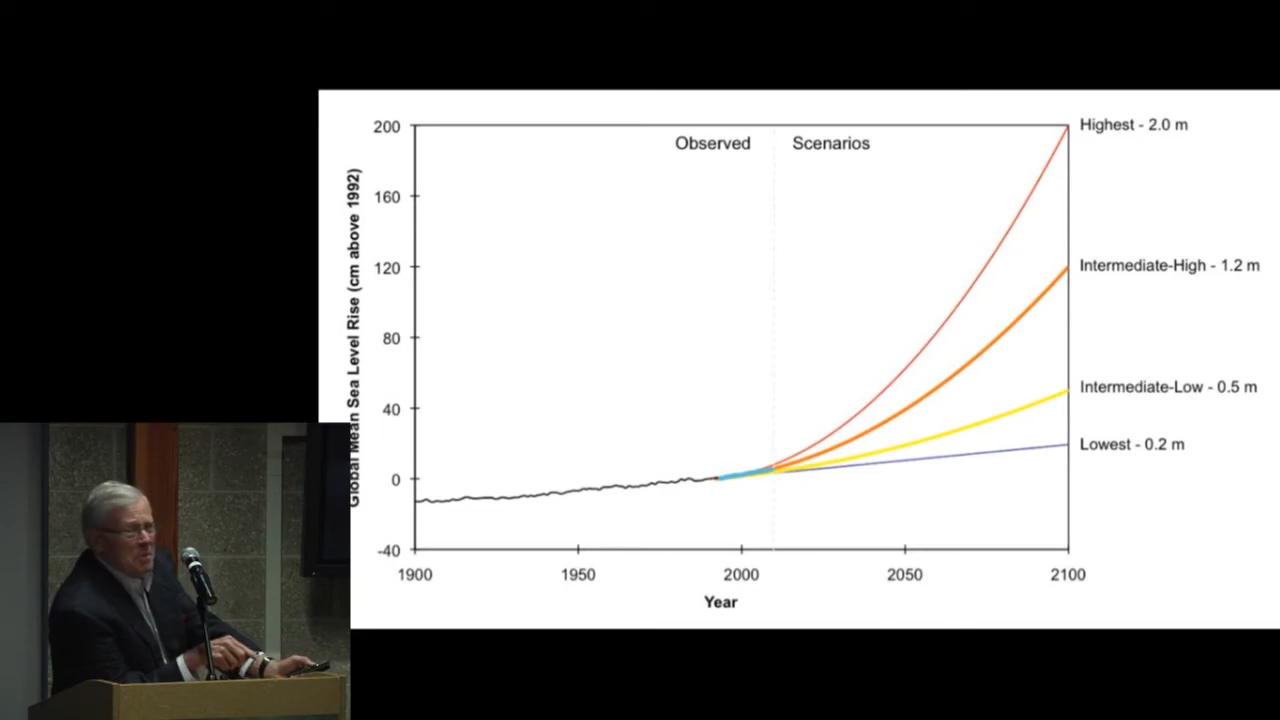 Observed
Scenarios
200
160
120
80
40
0
-40
Global Mean Sea Level Rise (cm above 1992)
1900
1950
2000
2050
2100
Year
Highest - 2.0 m
Intermediate-High - 1.2 m
Intermediate-Low - 0.5 m
Lowest - 0.2 m